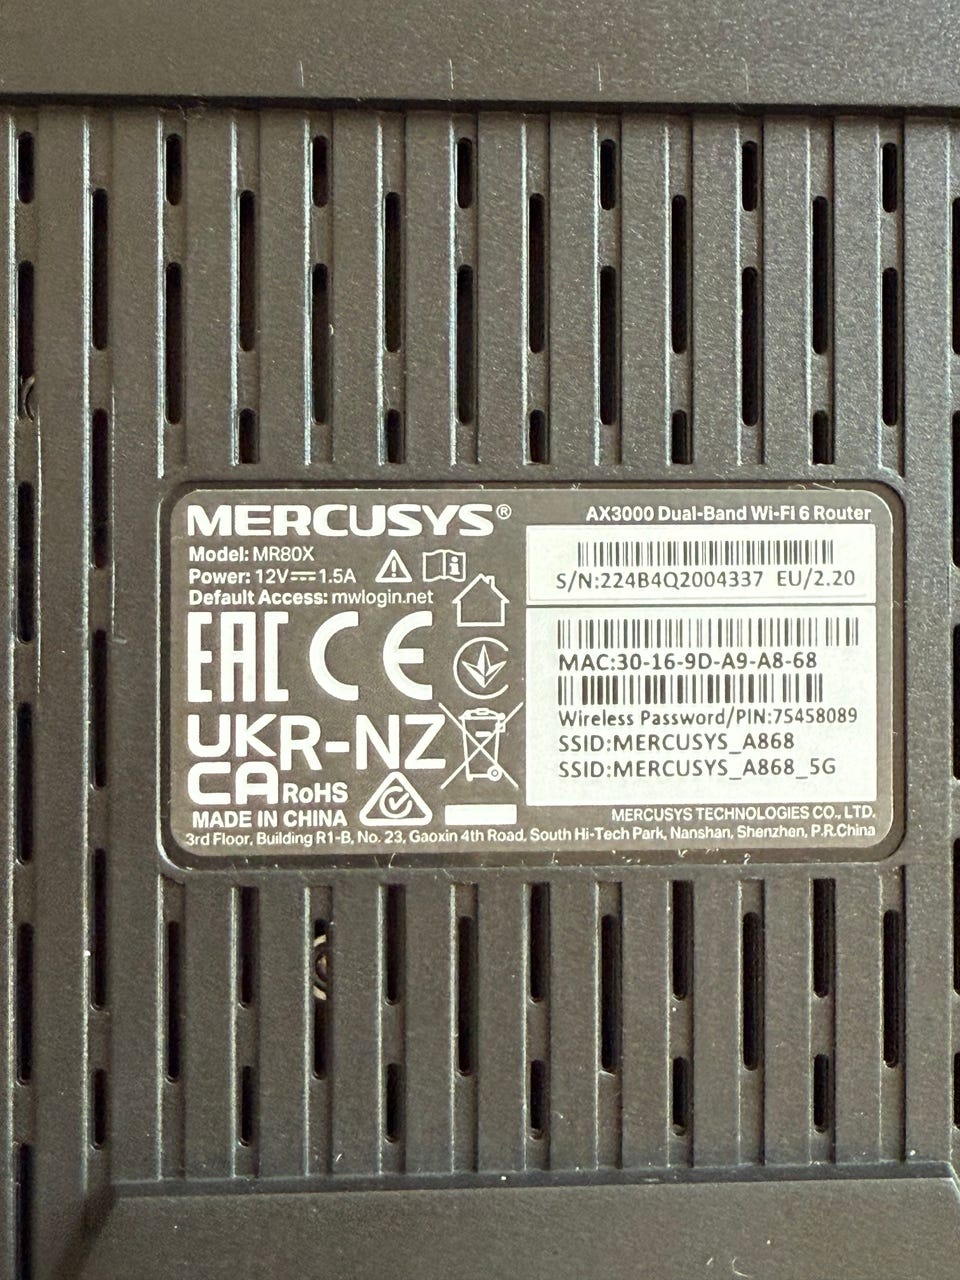 MERCUSYS®
AX3000 Dual-Band Wi-Fi 6 Router
Model: MR80X
Power: 12V⎓1.5A
Default Access: mwlogin.net
S/N:224B4Q2004337 EU/2.20
EAC CE
MAC:30-16-9D-A9-A8-68
Wireless Password/PIN:75458089
SSID:MERCUSYS_A868
SSID:MERCUSYS_A868_5G
UK
CA
R-NZ
RoHS
MADE IN CHINA
MERCUSYS TECHNOLOGIES CO., LTD.
3rd Floor, Building R1-B, No. 23, Gaoxin 4th Road, South Hi-Tech Park, Nanshan, Shenzhen, P.R.China